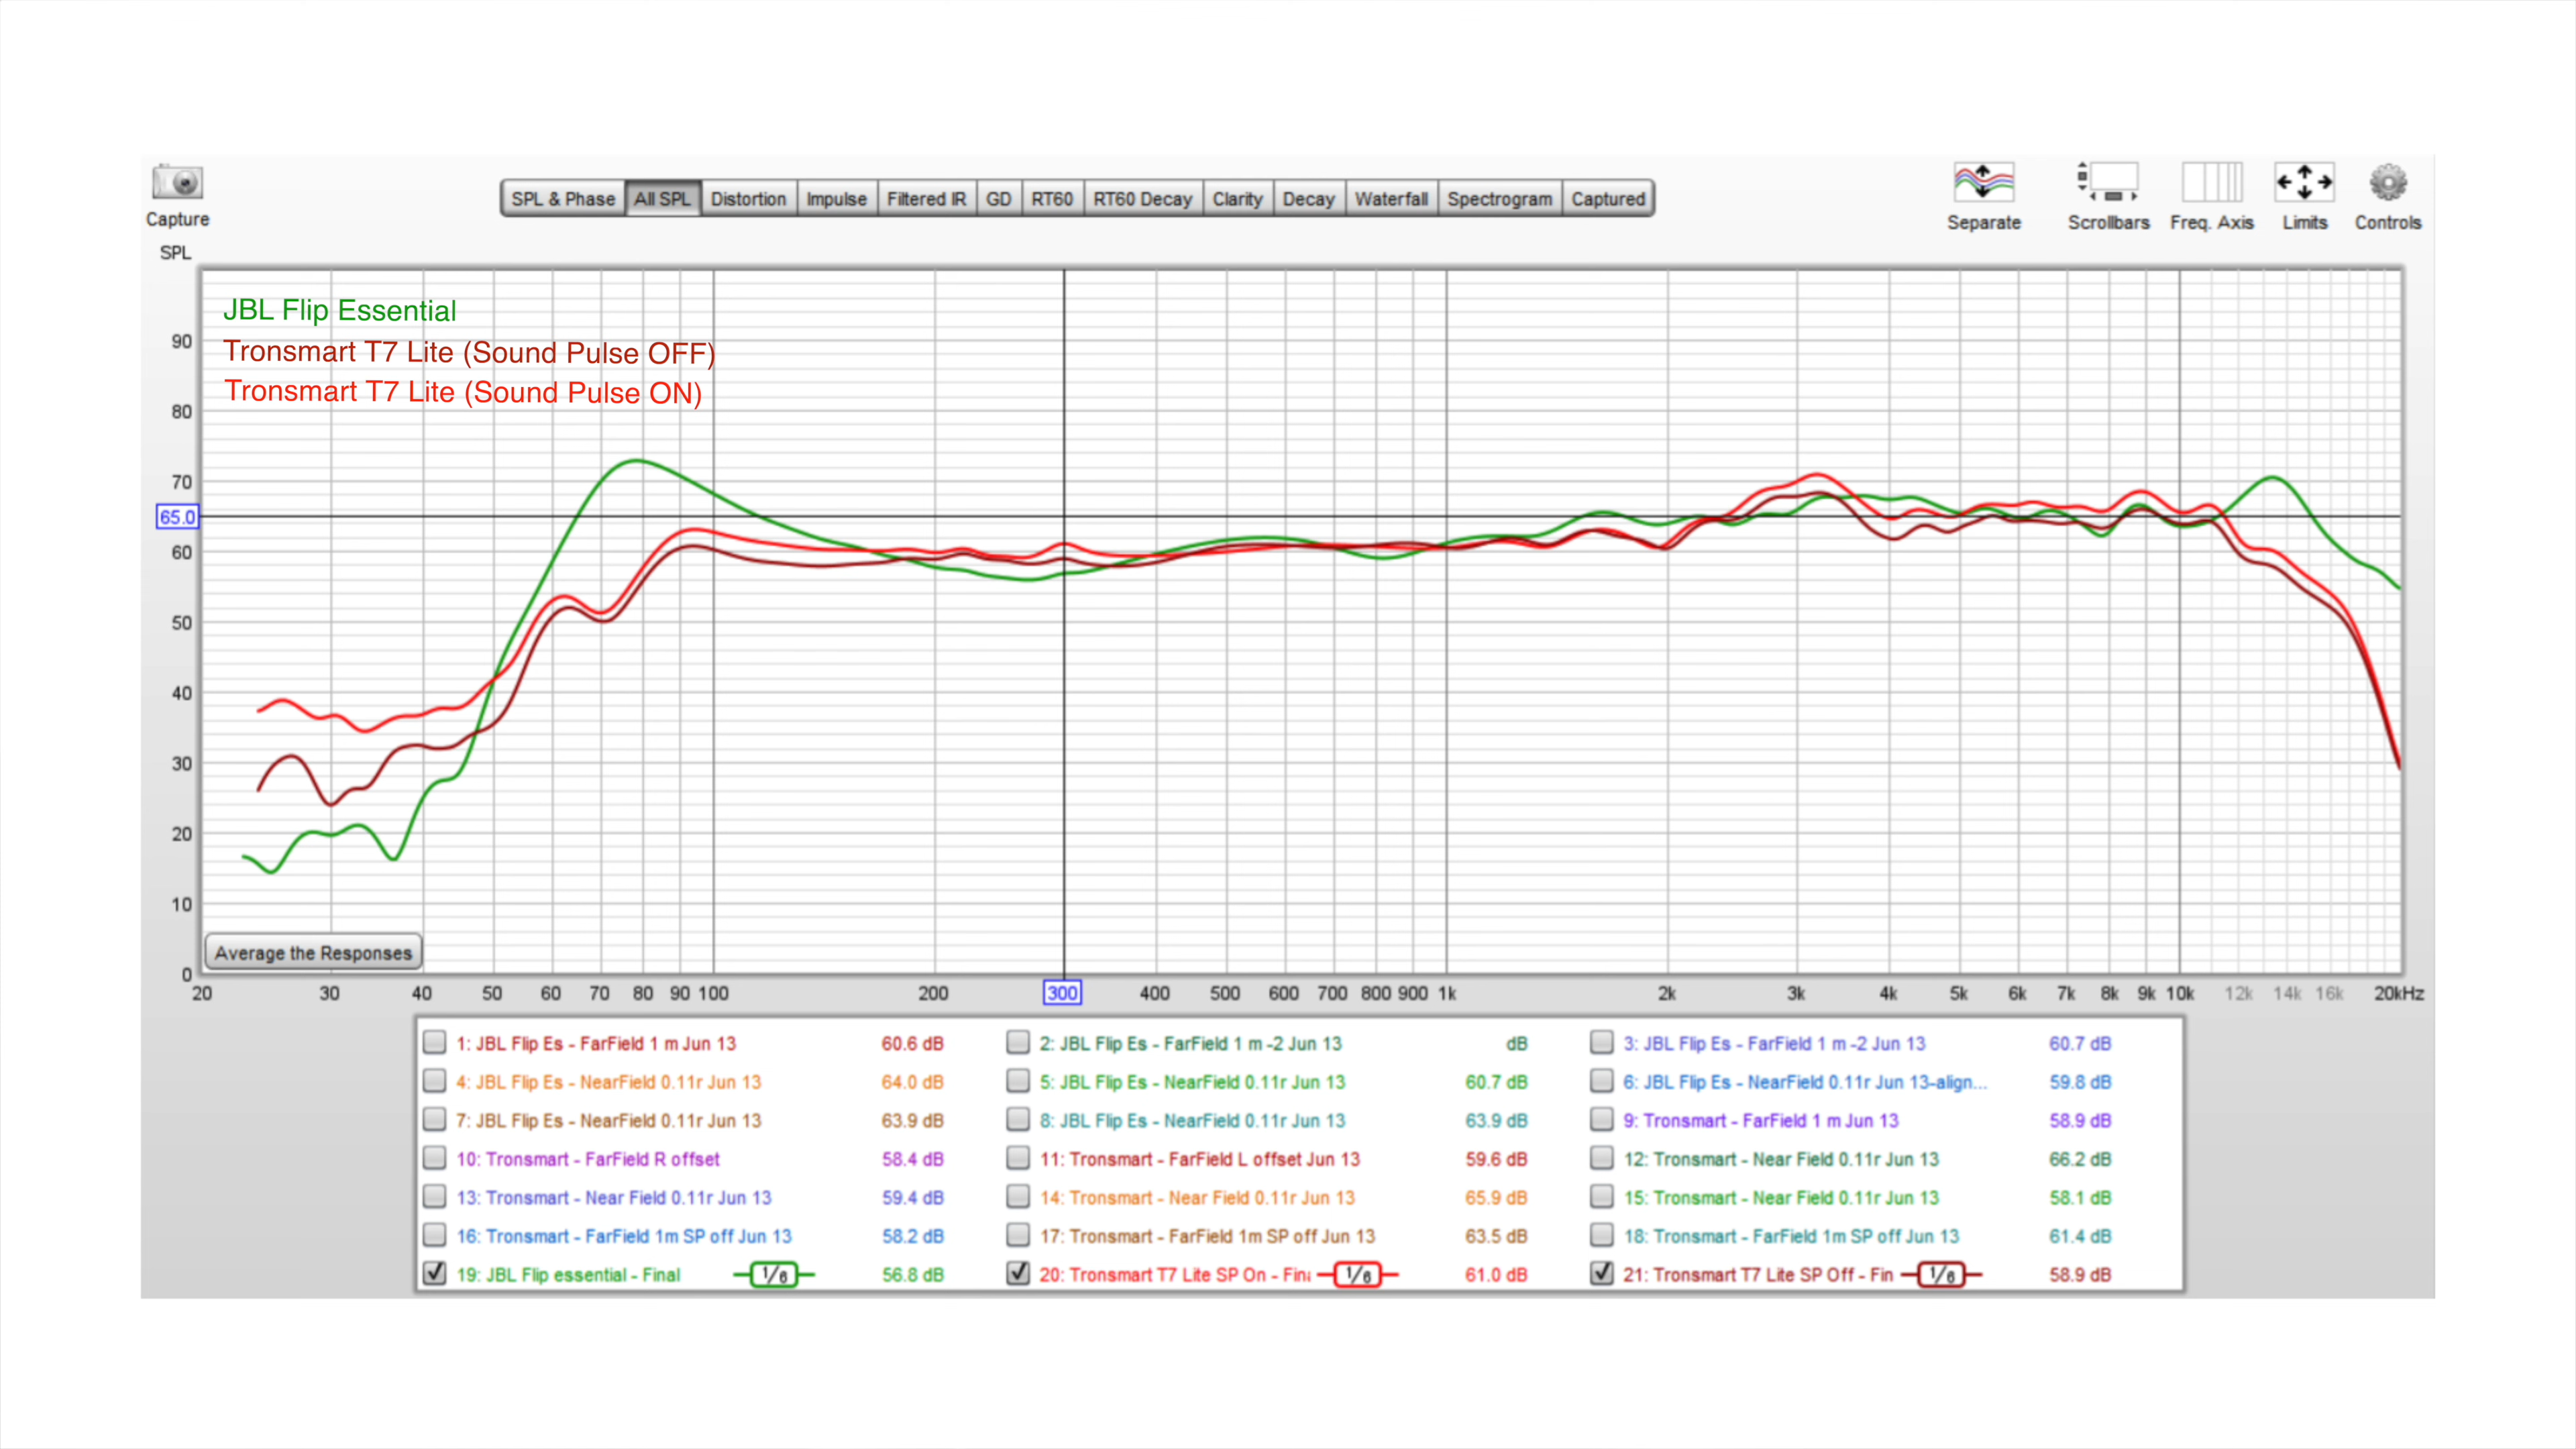 Capture
SPL & Phase All SPL Distortion Impulse Filtered IR GD RT60 RT60 Decay Clarity Decay Waterfall Spectrogram Captured
Separate Scrollbars Freq. Axis Limits Controls
SPL
JBL Flip Essential
Tronsmart T7 Lite (Sound Pulse OFF)
Tronsmart T7 Lite (Sound Pulse ON)
90
80
70
65.0
60
50
40
30
20
10
0
Average the Responses
20 30 40 50 60 70 80 90 100 200 300 400 500 600 700 800 900 1k 2k 3k 4k 5k 6k 7k 8k 9k 10k 12k 14k 16k 20kHz
1: JBL Flip Es - FarField 1 m Jun 13 60.6 dB 2: JBL Flip Es - FarField 1 m -2 Jun 13 dB 3: JBL Flip Es - FarField 1 m -2 Jun 13 60.7 dB
4: JBL Flip Es - NearField 0.11r Jun 13 64.0 dB 5: JBL Flip Es - NearField 0.11r Jun 13 60.7 dB 6: JBL Flip Es - NearField 0.11r Jun 13-align... 59.8 dB
7: JBL Flip Es - NearField 0.11r Jun 13 63.9 dB 8: JBL Flip Es - NearField 0.11r Jun 13 63.9 dB 9: Tronsmart - FarField 1 m Jun 13 58.9 dB
10: Tronsmart - FarField R offset 58.4 dB 11: Tronsmart - FarField L offset Jun 13 59.6 dB 12: Tronsmart - Near Field 0.11r Jun 13 66.2 dB
13: Tronsmart - Near Field 0.11r Jun 13 59.4 dB 14: Tronsmart - Near Field 0.11r Jun 13 65.9 dB 15: Tronsmart - Near Field 0.11r Jun 13 58.1 dB
16: Tronsmart - FarField 1m SP off Jun 13 58.2 dB 17: Tronsmart - FarField 1m SP off Jun 13 63.5 dB 18: Tronsmart - FarField 1m SP off Jun 13 61.4 dB
19: JBL Flip essential - Final 1/6 56.8 dB 20: Tronsmart T7 Lite SP On - Fin 1/6 61.0 dB 21: Tronsmart T7 Lite SP Off - Fin 1/6 58.9 dB